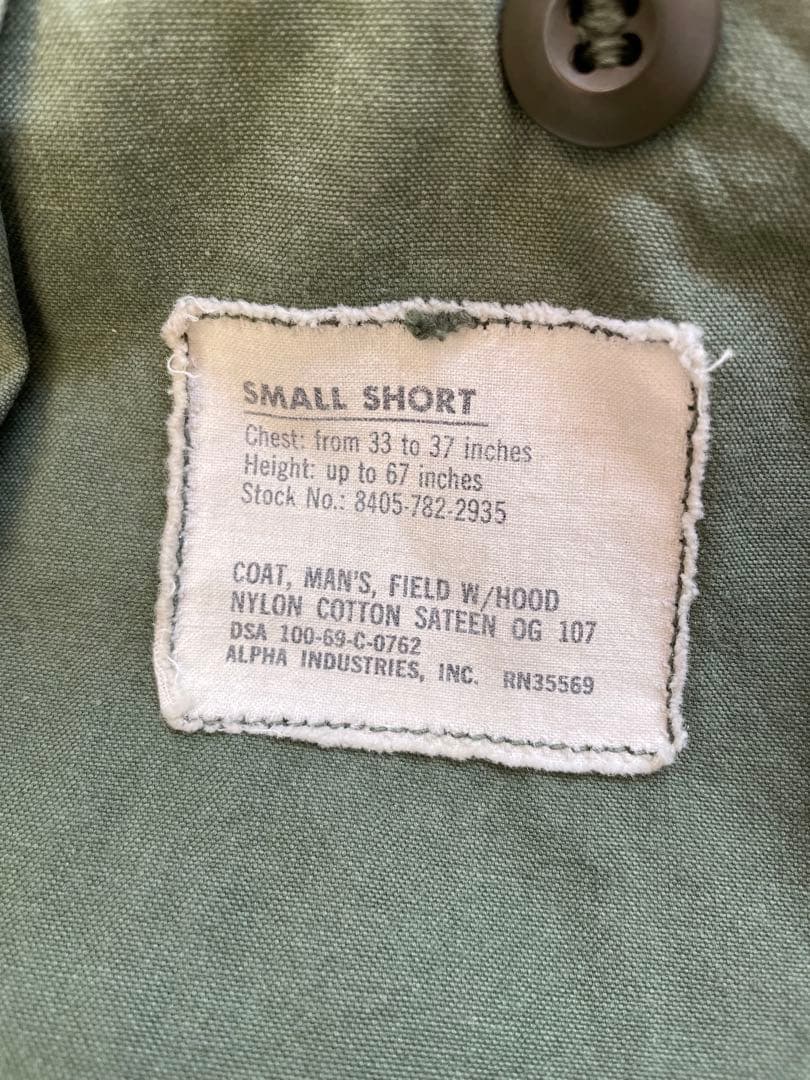 SMALL SHORT
Chest: from 33 to 37 inches
Height: up to 67 inches
Stock No.: 8405-782-2935
COAT, MAN'S, FIELD W/HOOD
NYLON COTTON SATEEN OG 107
DSA 100-69-C-0762
ALPHA INDUSTRIES, INC. RN35569